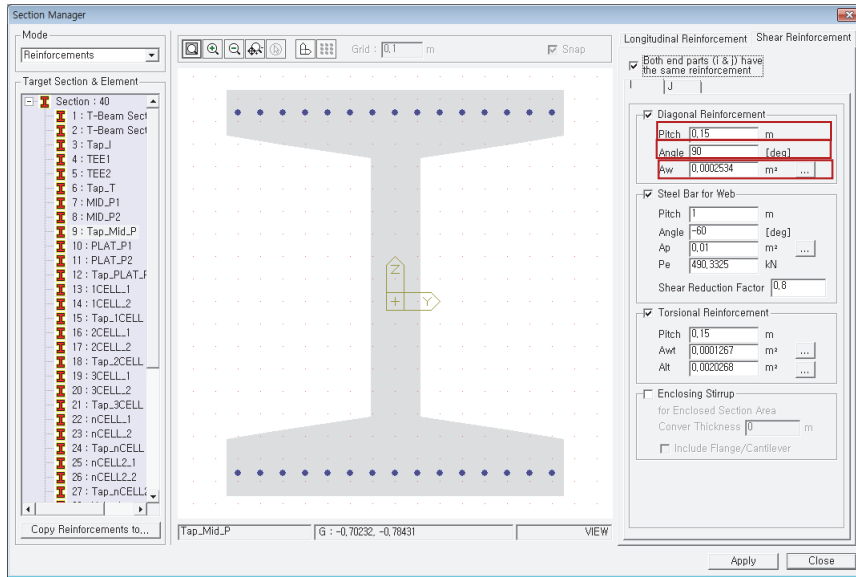 Section Manager
Mode
Reinforcements
Target Section & Element
Section : 40
1 : T-Beam Sect
2 : T-Beam Sect
3 : Tap_I
4 : TEE1
5 : TEE2
6 : Tap_T
7 : MID_P1
8 : MID_P2
9 : Tap_Mid_P
10 : PLAT_P1
11 : PLAT_P2
12 : Tap_PLAT_F
13 : 1CELL_1
14 : 1CELL_2
15 : Tap_1CELL
16 : 2CELL_1
17 : 2CELL_2
18 : Tap_2CELL
19 : 3CELL_1
20 : 3CELL_2
21 : Tap_3CELL
22 : nCELL_1
23 : nCELL_2
24 : Tap_nCELL
25 : nCELL2_1
26 : nCELL2_2
27 : Tap_nCELL2
Copy Reinforcements to...
Grid : 0,1 m
Snap
Z
Y
Tap_Mid_P
G : -0,70232, -0,78431
VIEW
Longitudinal Reinforcement Shear Reinforcement
Both end parts (i & j) have
the same reinforcement
I J
Diagonal Reinforcement
Pitch 0,15 m
Angle 90 [deg]
Aw 0,0002534 m² ...
Steel Bar for Web
Pitch 1 m
Angle -60 [deg]
Ap 0,01 m² ...
Pe 490,3325 kN
Shear Reduction Factor 0,8
Torsional Reinforcement
Pitch 0,15 m
Awt 0,0001267 m² ...
Alt 0,0020268 m² ...
Enclosing Stirrup
for Enclosed Section Area
Conver Thickness 0 m
Include Flange/Cantilever
Apply Close